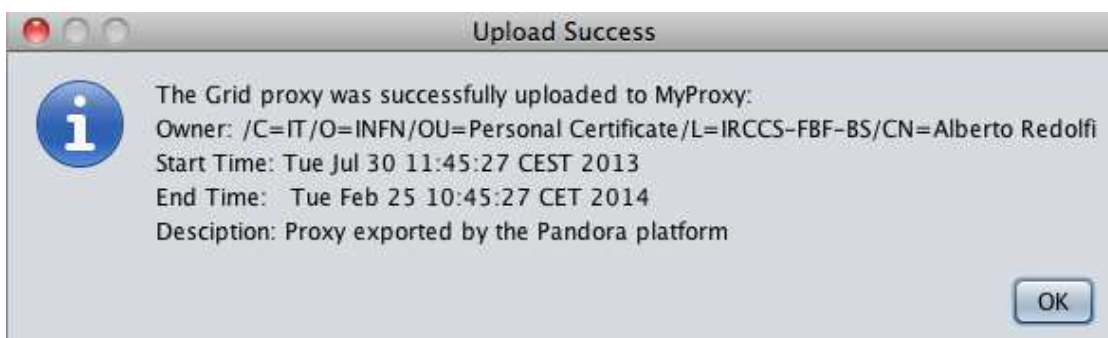 Upload Success
The Grid proxy was successfully uploaded to MyProxy:
Owner: /C=IT/O=INFN/OU=Personal Certificate/L=IRCCS-FBF-BS/CN=Alberto Redolfi
Start Time: Tue Jul 30 11:45:27 CEST 2013
End Time: Tue Feb 25 10:45:27 CET 2014
Desciption: Proxy exported by the Pandora platform
OK